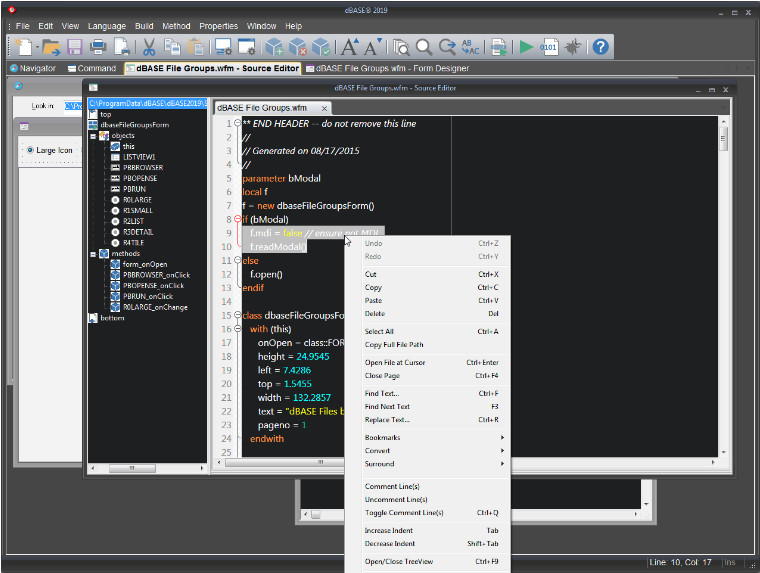 dBASE® 2019
File Edit View Language Build Method Properties Window Help
Navigator Command dBASE File Groups.wfm - Source Editor dBASE File Groups.wfm - Form Designer
dBASE File Groups.wfm - Source Editor
Look in:
Large Icon
C:\ProgramData\dBASE\dBASE2019\S
top
dbaseFileGroupsForm
objects
this
LISTVIEW1
PBBROWSER
PBOPENSE
PBRUN
R0LARGE
R1SMALL
R2LIST
R3DETAIL
R4TILE
methods
form_onOpen
PBBROWSER_onClick
PBOPENSE_onClick
PBRUN_onClick
R0LARGE_onChange
bottom
dBASE File Groups.wfm x
1 ** END HEADER -- do not remove this line
2 //
3 // Generated on 08/17/2015
4 //
5 parameter bModal
6 local f
7 f = new dbaseFileGroupsForm()
8 if (bModal)
9 f.mdi = false // ensure not MDI
10 f.readModal()
11 else
12 f.open()
13 endif
14
15 class dbaseFileGroupsFo
16 with (this)
17 onOpen = class::FOR
18 height = 24.9545
19 left = 7.4286
20 top = 1.5455
21 width = 132.2857
22 text = "dBASE Files b
23 pageno = 1
24 endwith
25
Undo Ctrl+Z
Redo Ctrl+Y
Cut Ctrl+X
Copy Ctrl+C
Paste Ctrl+V
Delete Del
Select All Ctrl+A
Copy Full File Path
Open File at Cursor Ctrl+Enter
Close Page Ctrl+F4
Find Text... Ctrl+F
Find Next Text F3
Replace Text... Ctrl+R
Bookmarks
Convert
Surround
Comment Line(s)
Uncomment Line(s)
Toggle Comment Line(s) Ctrl+Q
Increase Indent Tab
Decrease Indent Shift+Tab
Open/Close TreeView Ctrl+F9
Line: 10, Col: 17 Ins